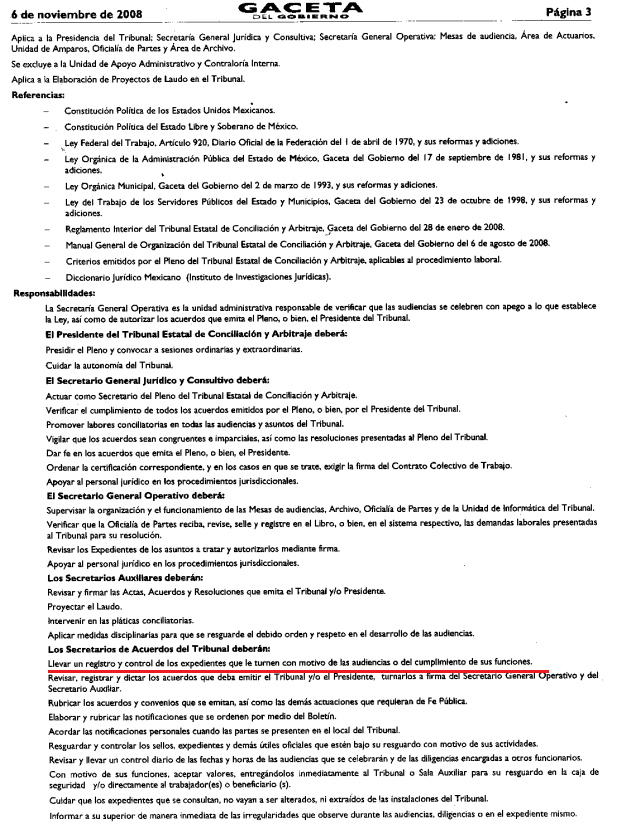 6 de noviembre de 2008
GACETA
DEL GOBIERNO
Página 3
Aplica a la Presidencia del Tribunal; Secretaría General Jurídica y Consultiva; Secretaría General Operativa: Mesas de audiencia, Área de Actuarios,
Unidad de Amparos, Oficialía de Partes y Área de Archivo.
Se excluye a la Unidad de Apoyo Administrativo y Contraloría Interna.
Aplica a la Elaboración de Proyectos de Laudo en el Tribunal.
Referencias:
– Constitución Política de los Estados Unidos Mexicanos.
– Constitución Política del Estado Libre y Soberano de México.
– Ley Federal del Trabajo, Artículo 920, Diario Oficial de la Federación del 1 de abril de 1970, y sus reformas y adiciones.
– Ley Orgánica de la Administración Pública del Estado de México, Gaceta del Gobierno del 17 de septiembre de 1981, y sus reformas y
adiciones.
– Ley Orgánica Municipal, Gaceta del Gobierno del 2 de marzo de 1993, y sus reformas y adiciones.
– Ley del Trabajo de los Servidores Públicos del Estado y Municipios, Gaceta del Gobierno del 23 de octubre de 1998, y sus reformas y
adiciones.
– Reglamento Interior del Tribunal Estatal de Conciliación y Arbitraje, Gaceta del Gobierno del 28 de enero de 2008.
– Manual General de Organización del Tribunal Estatal de Conciliación y Arbitraje, Gaceta del Gobierno del 6 de agosto de 2008.
– Criterios emitidos por el Pleno del Tribunal Estatal de Conciliación y Arbitraje, aplicables al procedimiento laboral.
– Diccionario Jurídico Mexicano (Instituto de Investigaciones Jurídicas).
Responsabilidades:
La Secretaría General Operativa es la unidad administrativa responsable de verificar que las audiencias se celebren con apego a lo que establece
la Ley, así como de autorizar los acuerdos que emita el Pleno, o bien, el Presidente del Tribunal.
El Presidente del Tribunal Estatal de Conciliación y Arbitraje deberá:
Presidir el Pleno y convocar a sesiones ordinarias y extraordinarias.
Cuidar la autonomía del Tribunal.
El Secretario General Jurídico y Consultivo deberá:
Actuar como Secretario del Pleno del Tribunal Estatal de Conciliación y Arbitraje.
Verificar el cumplimiento de todos los acuerdos emitidos por el Pleno, o bien, por el Presidente del Tribunal.
Promover labores conciliatorias en todas las audiencias y asuntos del Tribunal.
Vigilar que los acuerdos sean congruentes e imparciales, así como las resoluciones presentadas al Pleno del Tribunal.
Dar fe en los acuerdos que emita el Pleno, o bien, el Presidente.
Ordenar la certificación correspondiente, y en los casos en que se trate, exigir la firma del Contrato Colectivo de Trabajo.
Apoyar al personal jurídico en los procedimientos jurisdiccionales.
El Secretario General Operativo deberá:
Supervisar la organización y el funcionamiento de las Mesas de audiencias, Archivo, Oficialía de Partes y de la Unidad de Informática del Tribunal.
Verificar que la Oficialía de Partes reciba, revise, selle y registre en el Libro, o bien, en el sistema respectivo, las demandas laborales presentadas
al Tribunal para su resolución.
Revisar los Expedientes de los asuntos a tratar y autorizarlos mediante firma.
Apoyar al personal jurídico en los procedimientos jurisdiccionales.
Los Secretarios Auxiliares deberán:
Revisar y firmar las Actas, Acuerdos y Resoluciones que emita el Tribunal y/o Presidente.
Proyectar el Laudo.
Intervenir en las pláticas conciliatorias.
Aplicar medidas disciplinarias para que se resguarde el debido orden y respeto en el desarrollo de las audiencias.
Los Secretarios de Acuerdos del Tribunal deberán:
Llevar un registro y control de los expedientes que le turnen con motivo de las audiencias o del cumplimiento de sus funciones.
Revisar, registrar y dictar los acuerdos que deba emitir el Tribunal y/o el Presidente, turnarlos a firma del Secretario General Operativo y del
Secretario Auxiliar.
Rubricar los acuerdos y convenios que se emitan, así como las demás actuaciones que requieran de Fe Pública.
Elaborar y rubricar las notificaciones que se ordenen por medio del Boletín.
Acordar las notificaciones personales cuando las partes se presenten en el local del Tribunal.
Resguardar y controlar los sellos, expedientes y demás útiles oficiales que estén bajo su resguardo con motivo de sus actividades.
Revisar y llevar un control diario de las fechas y horas de las audiencias que se celebrarán y de las diligencias encargadas a otros funcionarios.
Con motivo de sus funciones, aceptar valores, entregándolos inmediatamente al Tribunal o Sala Auxiliar para su resguardo en la caja de
seguridad y/o directamente al trabajador(es) o beneficiario (s).
Cuidar que los expedientes que se consultan, no vayan a ser alterados, ni extraídos de las instalaciones del Tribunal.
Informar a su superior de manera inmediata de las irregularidades que observe durante las audiencias, diligencias o en el expediente mismo.